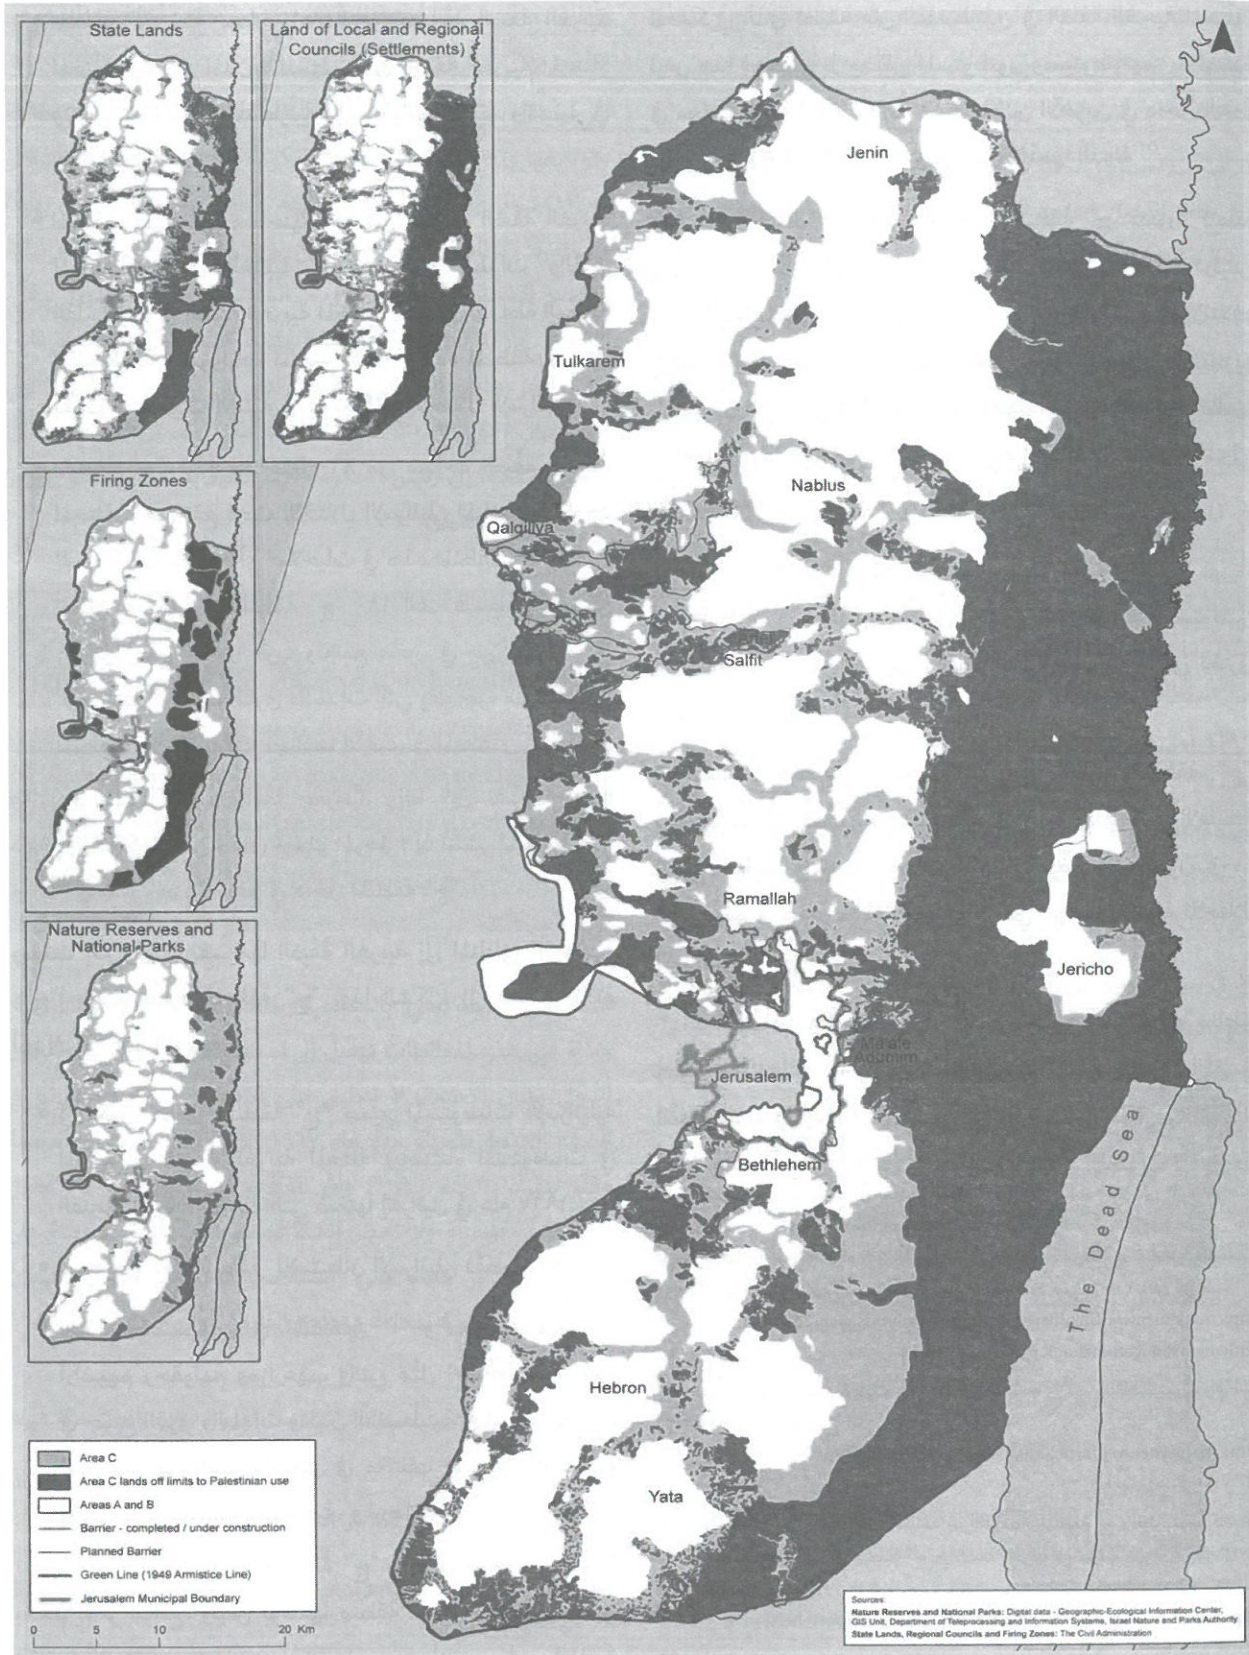 State Lands
Land of Local and Regional
Councils (Settlements)
Firing Zones
Nature Reserves and
National Parks
Jenin
Tulkarem
Nablus
Qalqiliya
Salfit
Ramallah
Jericho
Ma'ale
Adumim
Jerusalem
Bethlehem
The Dead Sea
Hebron
Yata
Area C
Area C lands off limits to Palestinian use
Areas A and B
Barrier - completed / under construction
Planned Barrier
Green Line (1949 Armistice Line)
Jerusalem Municipal Boundary
0 5 10 20 Km
Sources:
Nature Reserves and National Parks: Digital data - Geographic-Ecological Information Center,
GIS Unit, Department of Teleprocessing and Information Systems, Israel Nature and Parks Authority
State Lands, Regional Councils and Firing Zones: The Civil Administration